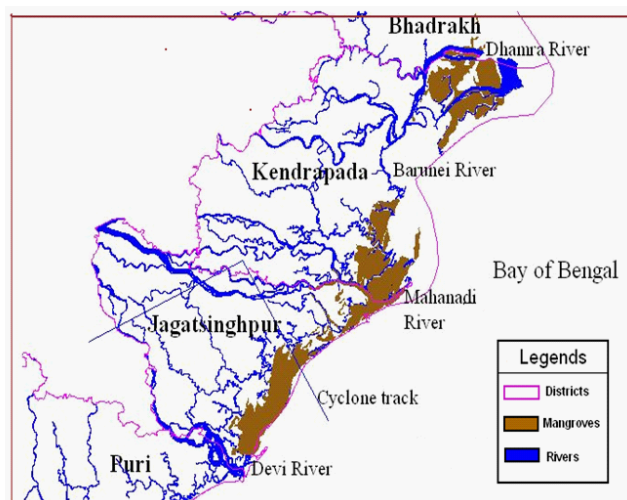 Bhadrakh
Dhamra River
Kendrapada
Barunei River
Bay of Bengal
Mahanadi
River
Jagatsinghpur
Cyclone track
Puri
Devi River
Legends
Districts
Mangroves
Rivers